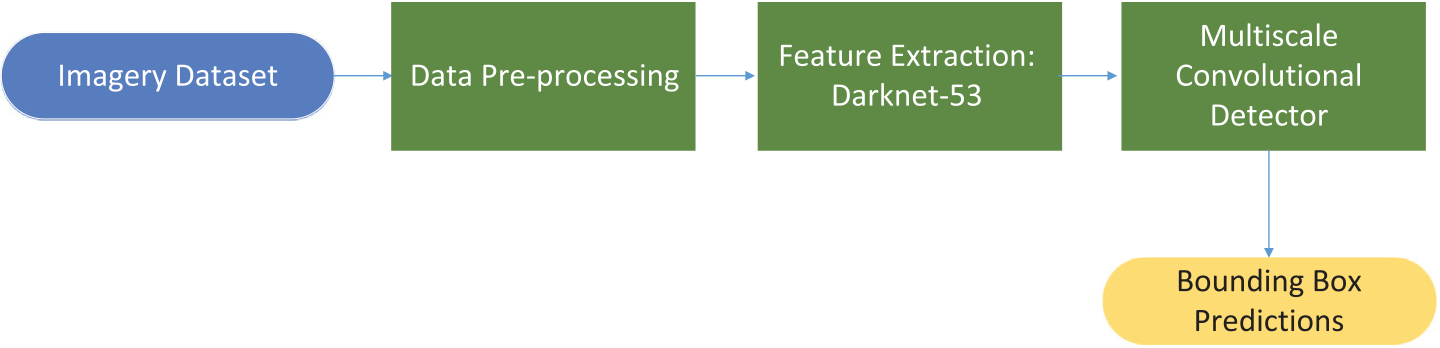 Imagery Dataset
Data Pre-processing
Feature Extraction:
Darknet-53
Multiscale
Convolutional
Detector
Bounding Box
Predictions